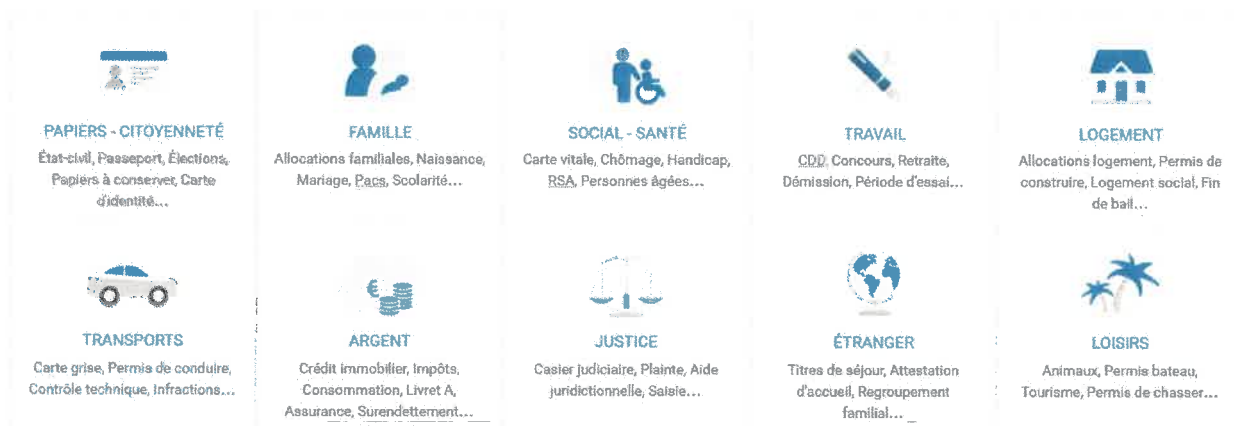 PAPIERS - CITOYENNETÉ
État-civil, Passeport, Élections,
Papiers à conserver, Carte
d'identité...
FAMILLE
Allocations familiales, Naissance,
Mariage, Pacs, Scolarité...
SOCIAL - SANTÉ
Carte vitale, Chômage, Handicap,
RSA, Personnes âgées...
TRAVAIL
CDD, Concours, Retraite,
Démission, Période d'essai...
LOGEMENT
Allocations logement, Permis de
construire, Logement social, Fin
de bail...
TRANSPORTS
Carte grise, Permis de conduire,
Contrôle technique, Infractions...
ARGENT
Crédit immobilier, Impôts,
Consommation, Livret A,
Assurance, Surendettement...
JUSTICE
Casier judiciaire, Plainte, Aide
juridictionnelle, Saisie...
ÉTRANGER
Titres de séjour, Attestation
d'accueil, Regroupement
familial...
LOISIRS
Animaux, Permis bateau,
Tourisme, Permis de chasser...